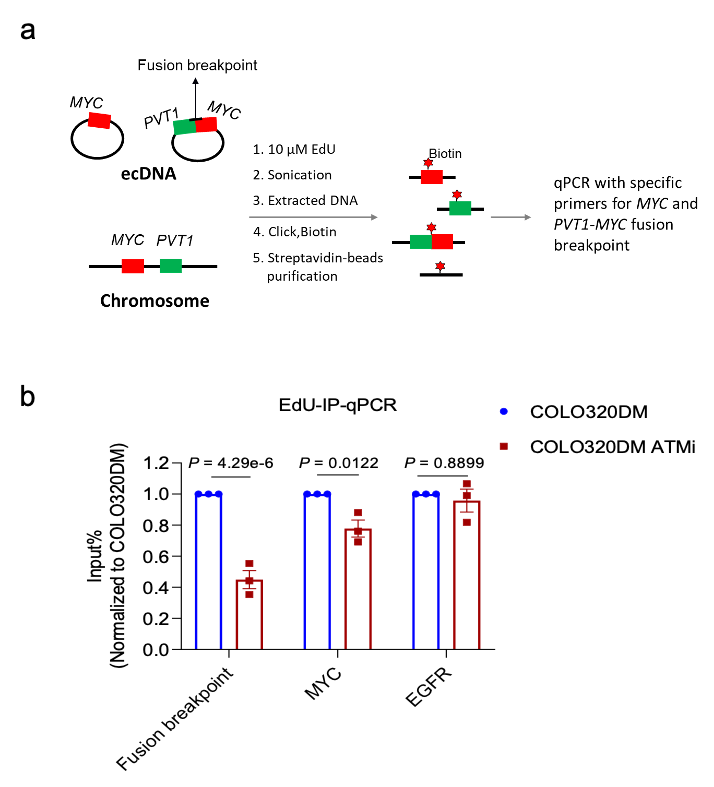 a
Fusion breakpoint
MYC
PVT1
MYC
ecDNA
MYC
PVT1
Chromosome
1. 10 μM EdU
2. Sonication
3. Extracted DNA
4. Click,Biotin
5. Streptavidin-beads
purification
Biotin
qPCR with specific
primers for MYC and
PVT1-MYC fusion
breakpoint
b
EdU-IP-qPCR
COLO320DM
COLO320DM ATMi
Input%
(Normalized to COLO320DM)
1.2
1.0
0.8
0.6
0.4
0.2
0.0
P = 4.29e-6
P = 0.0122
P = 0.8899
Fusion breakpoint
MYC
EGFR